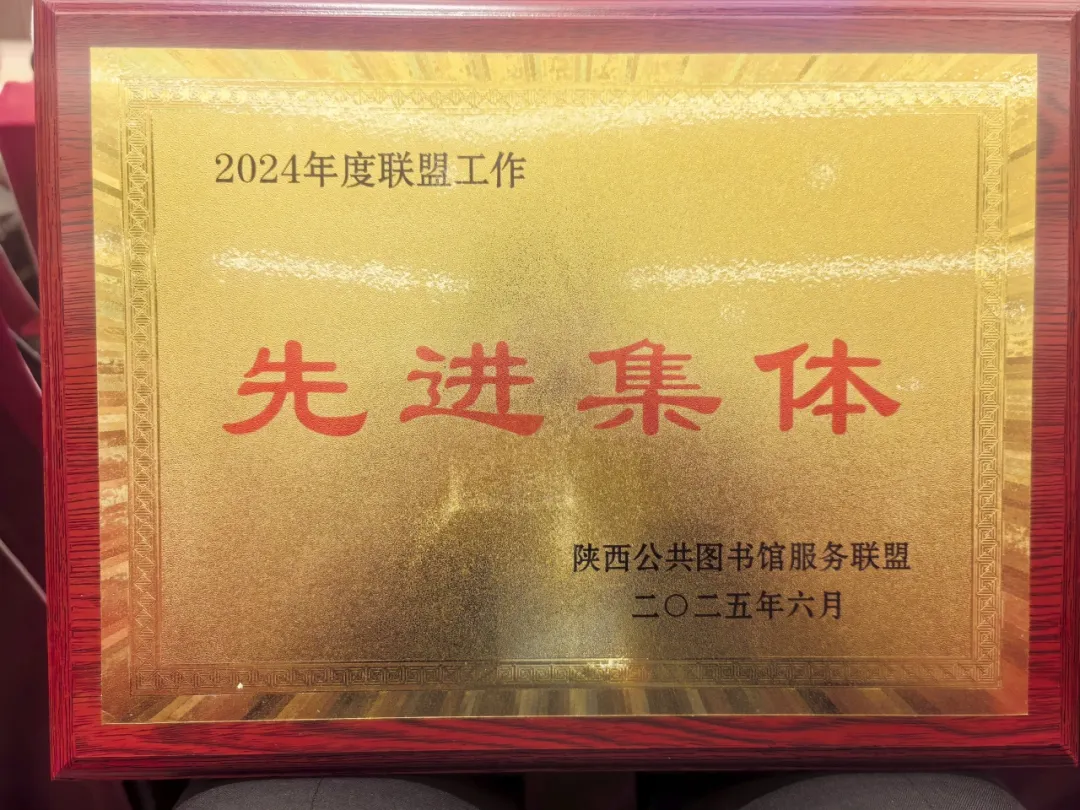 2024年度联盟工作
先进集体
陕西公共图书馆服务联盟
二〇二五年六月